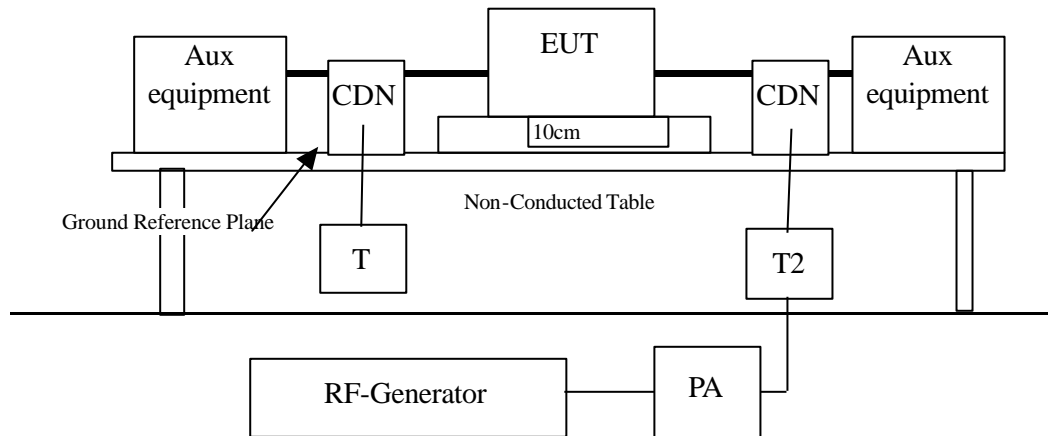 Aux
equipment
CDN
EUT
CDN
Aux
equipment
10cm
Ground Reference Plane
Non-Conducted Table
T
T2
RF-Generator
PA